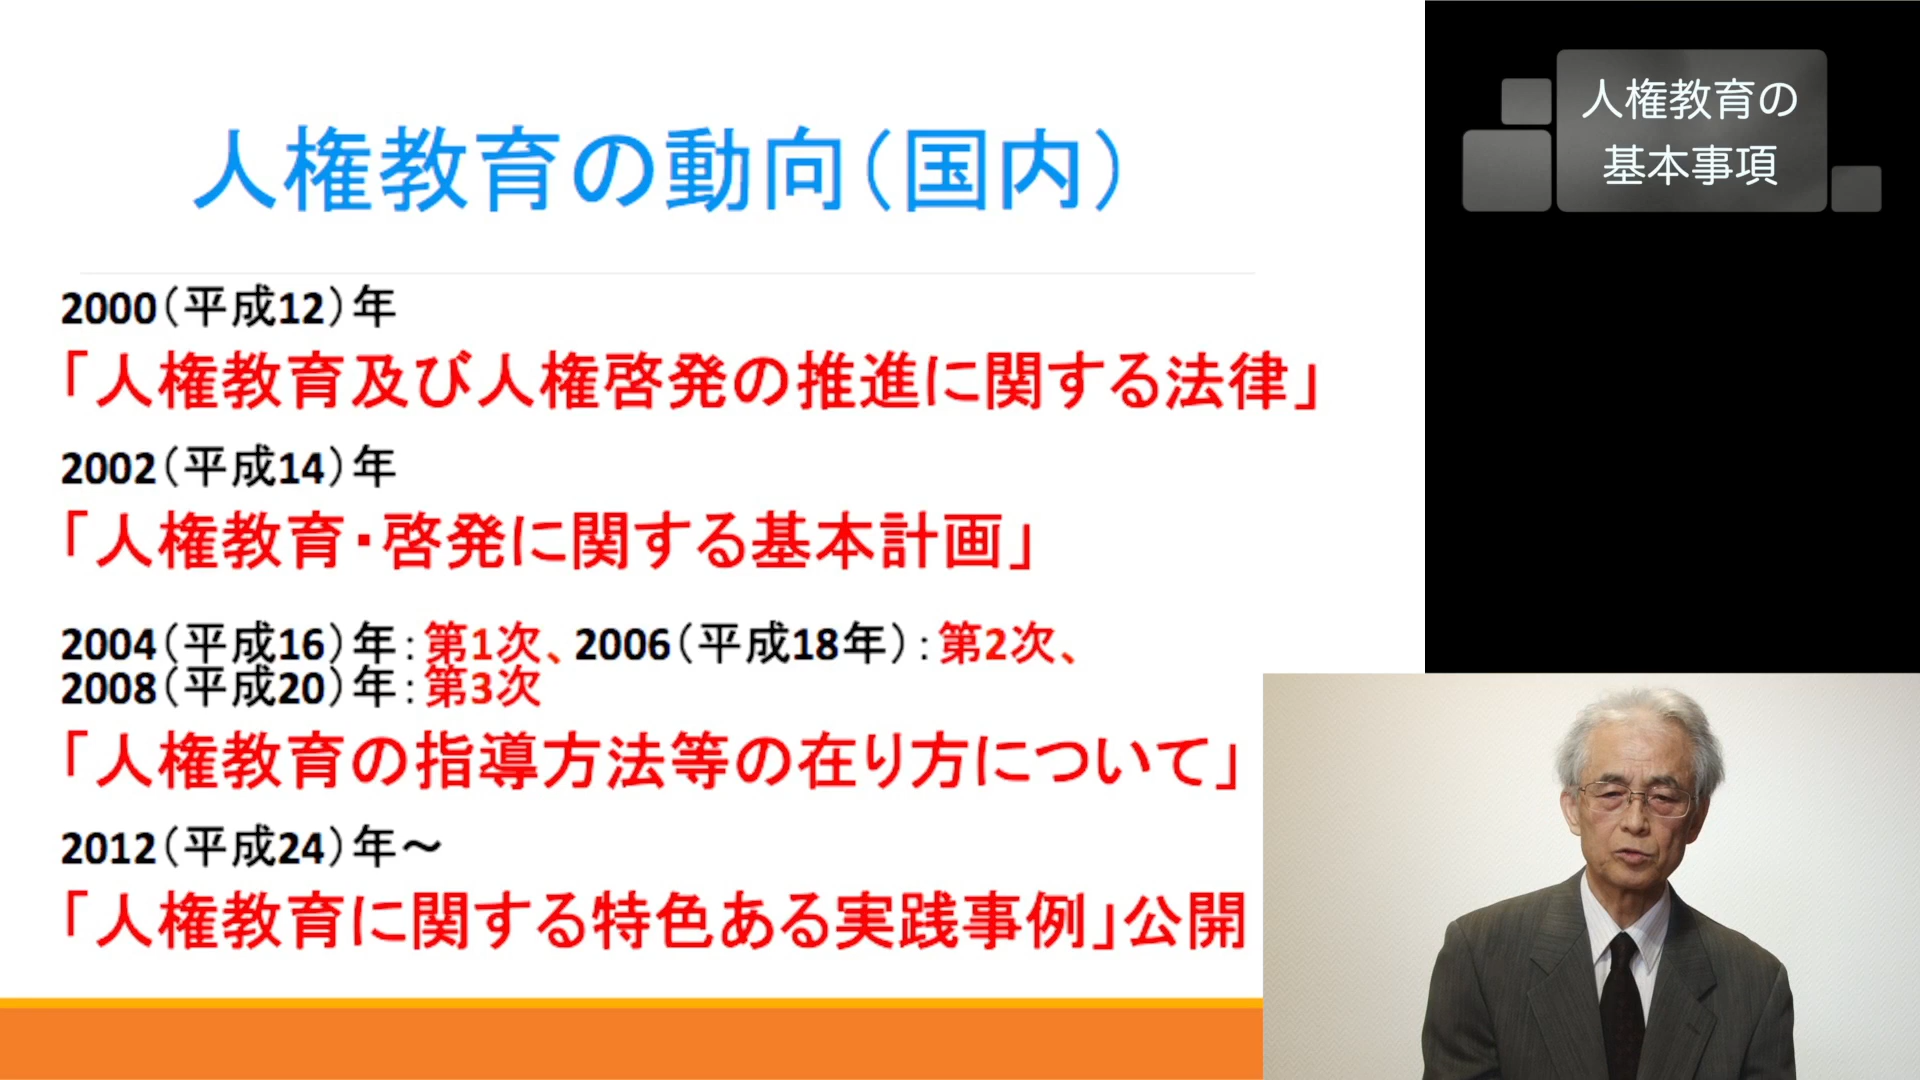 人権教育の動向（国内）
2000（平成12）年
「人権教育及び人権啓発の推進に関する法律」
2002（平成14）年
「人権教育・啓発に関する基本計画」
2004（平成16）年：第1次、2006（平成18年）：第2次、
2008（平成20）年：第3次
「人権教育の指導方法等の在り方について」
2012（平成24）年～
「人権教育に関する特色ある実践事例」公開
人権教育の
基本事項